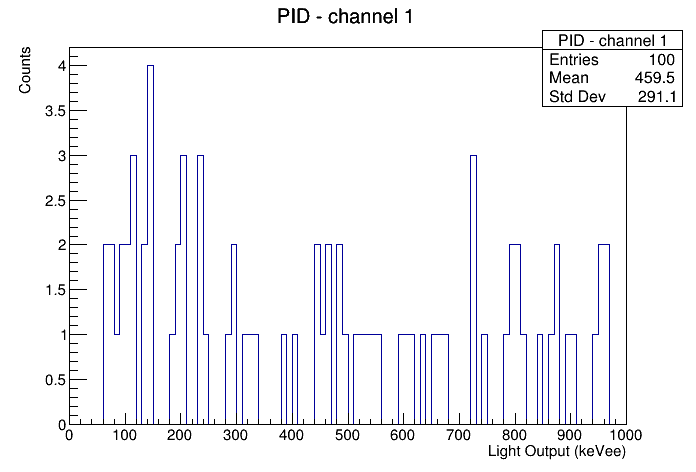 PID - channel 1
PID - channel 1
Entries 100
Mean 459.5
Std Dev 291.1
Counts
4
3.5
3
2.5
2
1.5
1
0.5
0
0 100 200 300 400 500 600 700 800 900 1000
Light Output (keVee)